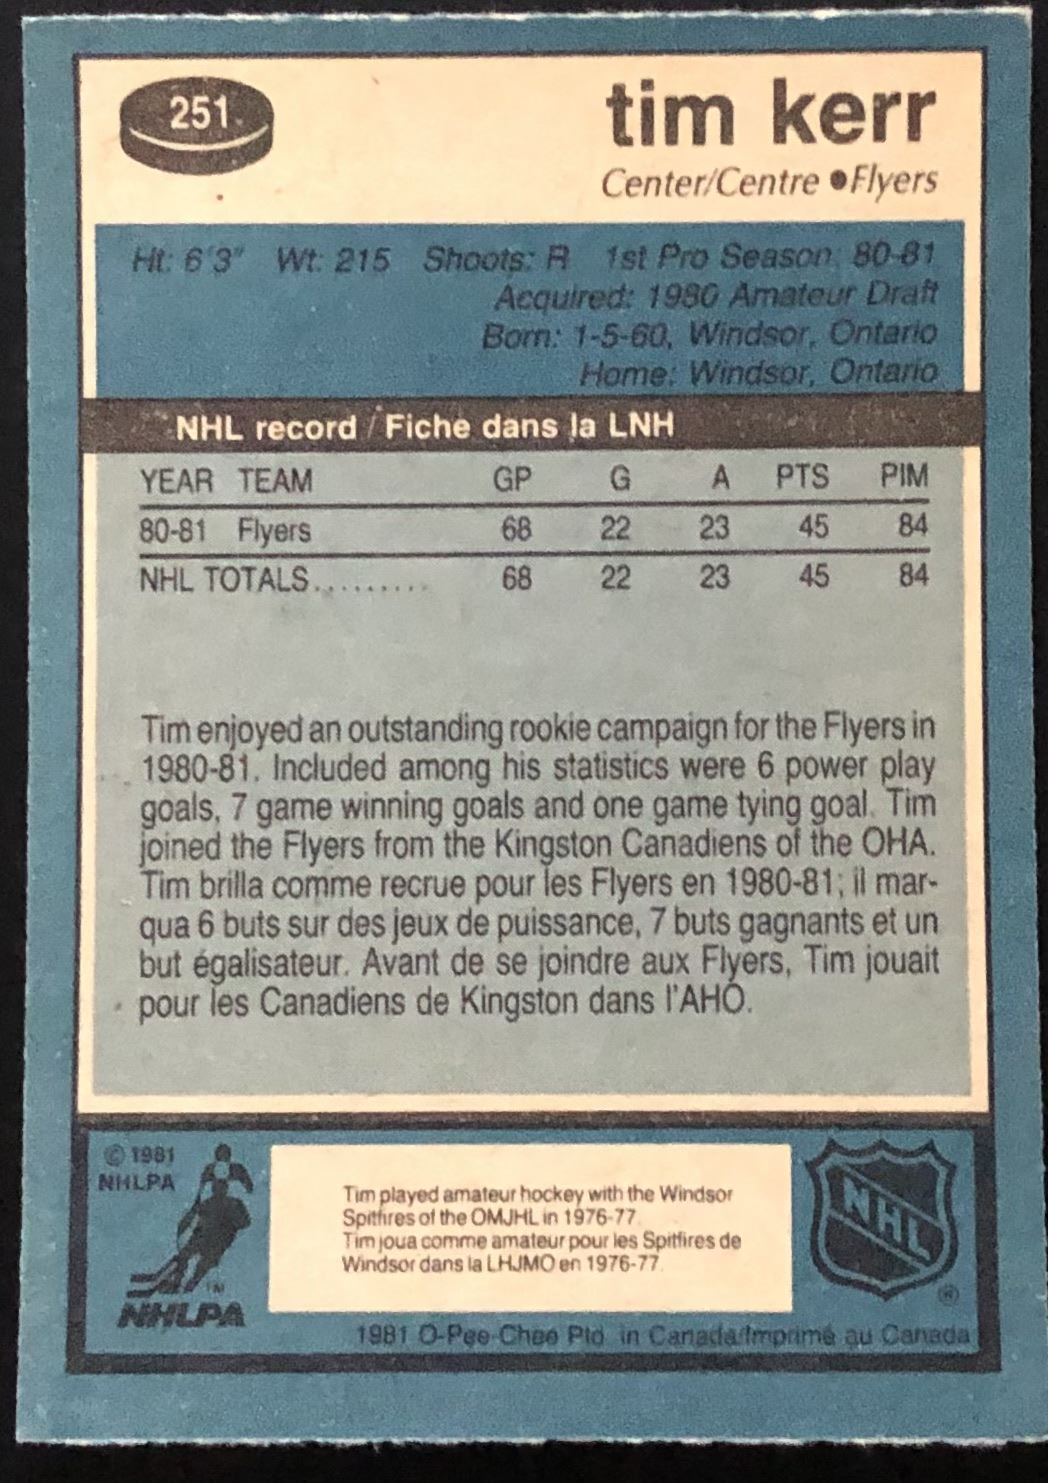 251
tim kerr
Center/Centre ●Flyers
Ht: 6'3" Wt: 215 Shoots: R 1st Pro Season: 80-81
Acquired: 1980 Amateur Draft
Born: 1-5-60, Windsor, Ontario
Home: Windsor, Ontario
NHL record / Fiche dans la LNH
YEAR TEAM GP G A PTS PIM
80-81 Flyers 68 22 23 45 84
NHL TOTALS......... 68 22 23 45 84
Tim enjoyed an outstanding rookie campaign for the Flyers in
1980-81. Included among his statistics were 6 power play
goals, 7 game winning goals and one game tying goal. Tim
joined the Flyers from the Kingston Canadiens of the OHA.
Tim brilla comme recrue pour les Flyers en 1980-81; il mar-
qua 6 buts sur des jeux de puissance, 7 buts gagnants et un
but égalisateur. Avant de se joindre aux Flyers, Tim jouait
pour les Canadiens de Kingston dans l'AHO.
© 1981
NHLPA
TM
NHLPA
Tim played amateur hockey with the Windsor
Spitfires of the OMJHL in 1976-77.
Tim joua comme amateur pour les Spitfires de
Windsor dans la LHJMO en 1976-77.
NHL
®
1981 O-Pee-Chee Ptd. in Canada/Imprimé au Canada